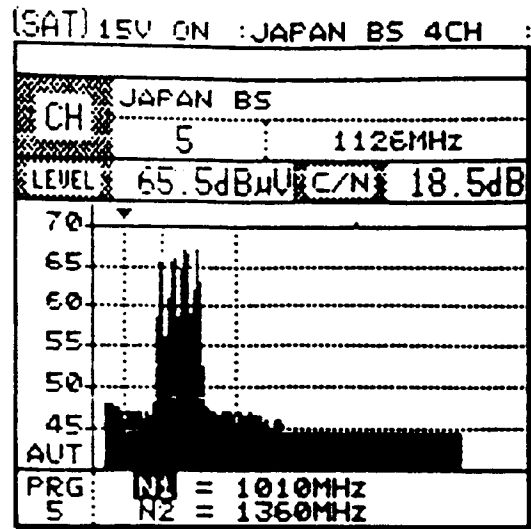 (SAT) 15V ON :JAPAN BS 4CH :
CH JAPAN BS
5 1126MHz
LEVEL 65.5dBμV C/N 18.5dB
70
65
60
55
50
45
AUT
PRG 5 N1 = 1010MHz
N2 = 1360MHz